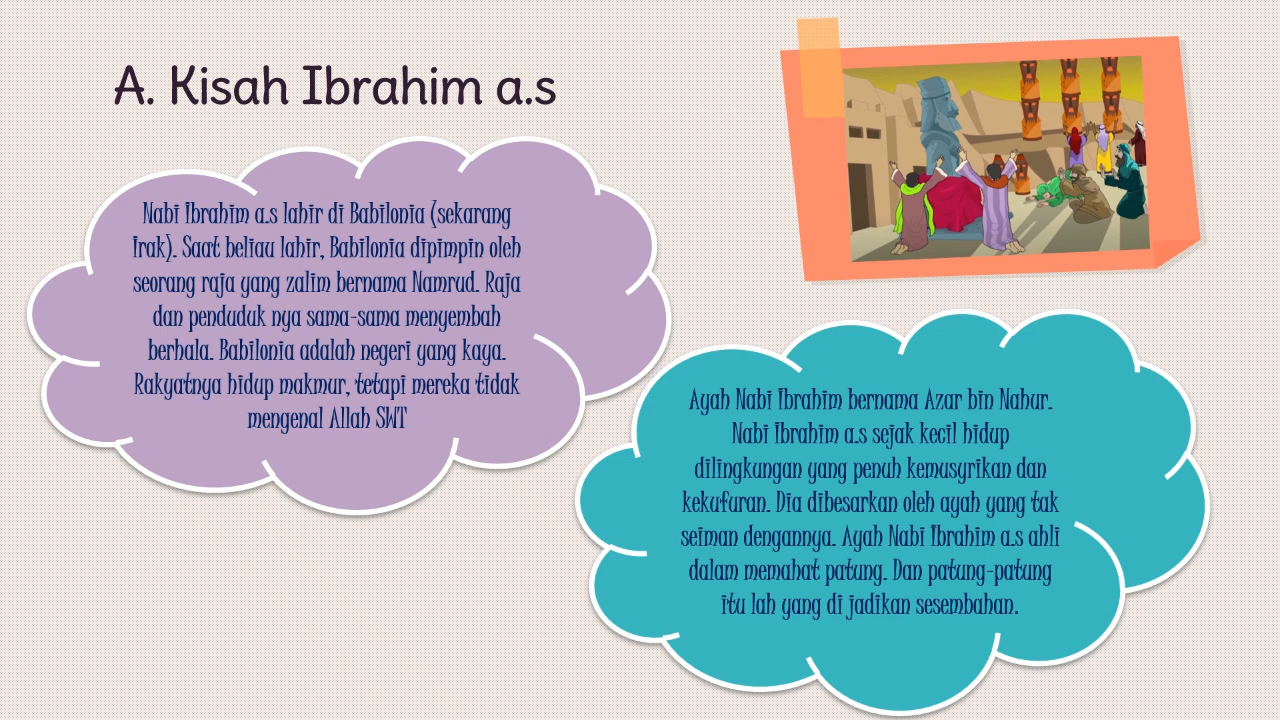 A. Kisah Ibrahim a.s
Nabi Ibrahim a.s lahir di Babilonia (sekarang
Irak). Saat beliau lahir, Babilonia dipimpin oleh
seorang raja yang zalim bernama Namrud. Raja
dan penduduk nya sama-sama menyembah
berhala. Babilonia adalah negeri yang kaya.
Rakyatnya hidup makmur, tetapi mereka tidak
mengenal Allah SWT
Ayah Nabi Ibrahim bernama Azar bin Nahur.
Nabi Ibrahim a.s sejak kecil hidup
dilingkungan yang penuh kemusyrikan dan
kekufuran. Dia dibesarkan oleh ayah yang tak
seiman dengannya. Ayah Nabi Ibrahim a.s ahli
dalam memahat patung. Dan patung-patung
itu lah yang di jadikan sesembahan.